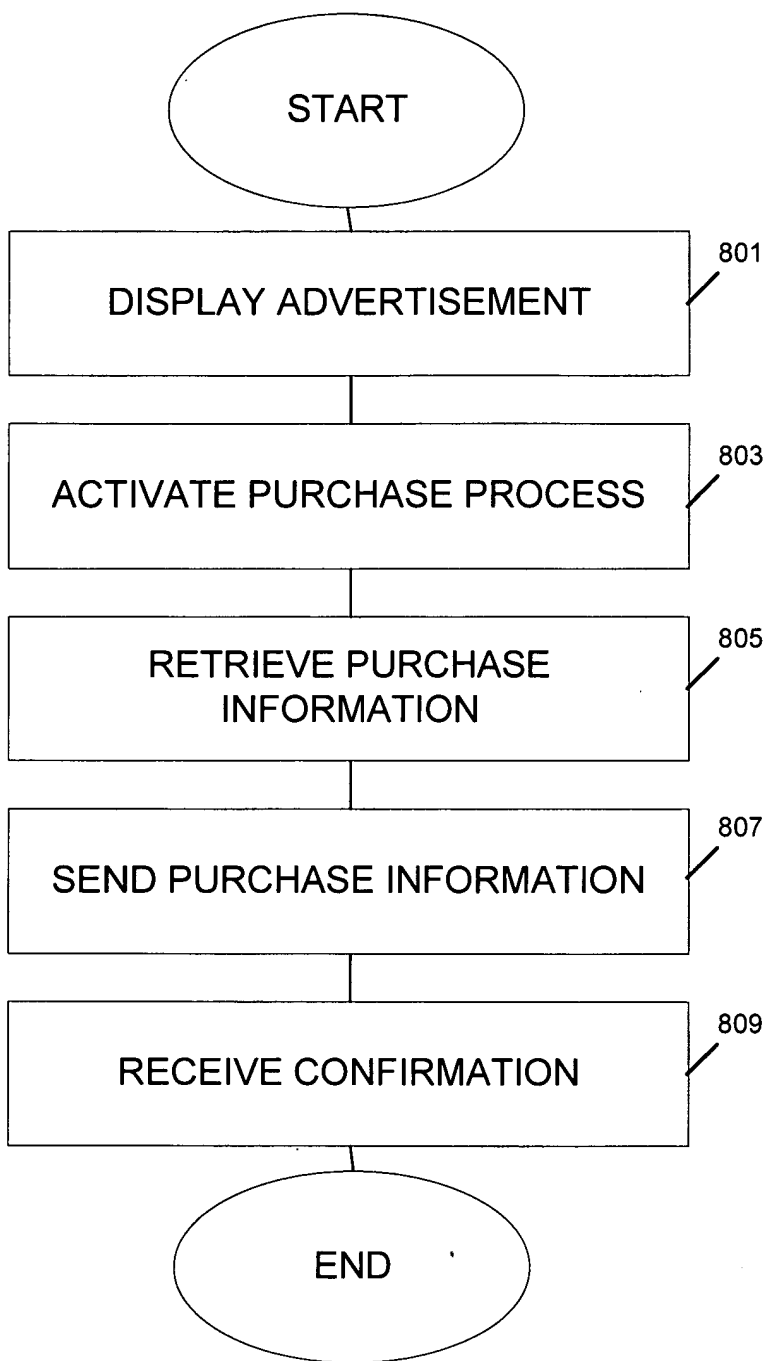 START
801
DISPLAY ADVERTISEMENT
803
ACTIVATE PURCHASE PROCESS
805
RETRIEVE PURCHASE
INFORMATION
807
SEND PURCHASE INFORMATION
809
RECEIVE CONFIRMATION
END